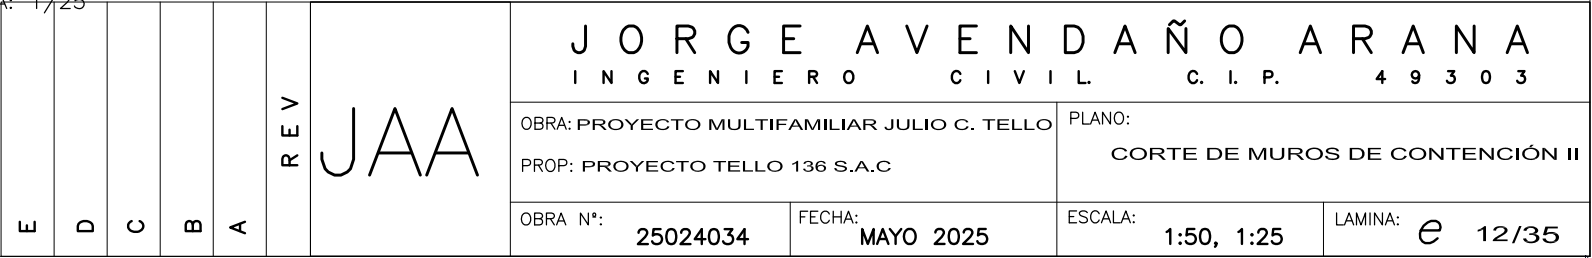 A: 1/25
JORGE AVENDAÑO ARANA
INGENIERO CIVIL. C. I. P. 49303
REV
JAA
OBRA: PROYECTO MULTIFAMILIAR JULIO C. TELLO
PROP: PROYECTO TELLO 136 S.A.C
PLANO:
CORTE DE MUROS DE CONTENCIÓN II
E D C B A
OBRA N°: 25024034
FECHA: MAYO 2025
ESCALA: 1:50, 1:25
LAMINA: e 12/35